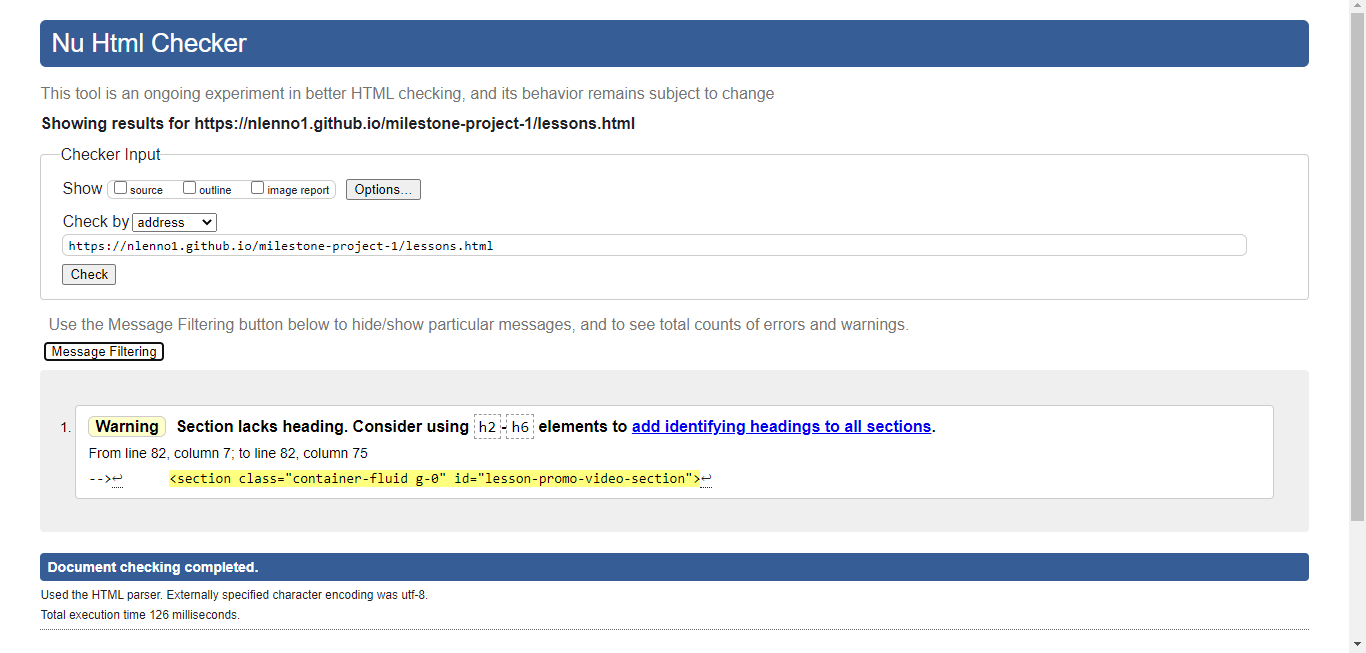 Nu Html Checker
This tool is an ongoing experiment in better HTML checking, and its behavior remains subject to change
Showing results for https://nlenno1.github.io/milestone-project-1/lessons.html
Checker Input
Show source outline image report Options...
Check by address
https://nlenno1.github.io/milestone-project-1/lessons.html
Check
Use the Message Filtering button below to hide/show particular messages, and to see total counts of errors and warnings.
Message Filtering
1. Warning Section lacks heading. Consider using h2-h6 elements to add identifying headings to all sections.
From line 82, column 7; to line 82, column 75
-->↩ <section class="container-fluid g-0" id="lesson-promo-video-section">↩
Document checking completed.
Used the HTML parser. Externally specified character encoding was utf-8.
Total execution time 126 milliseconds.